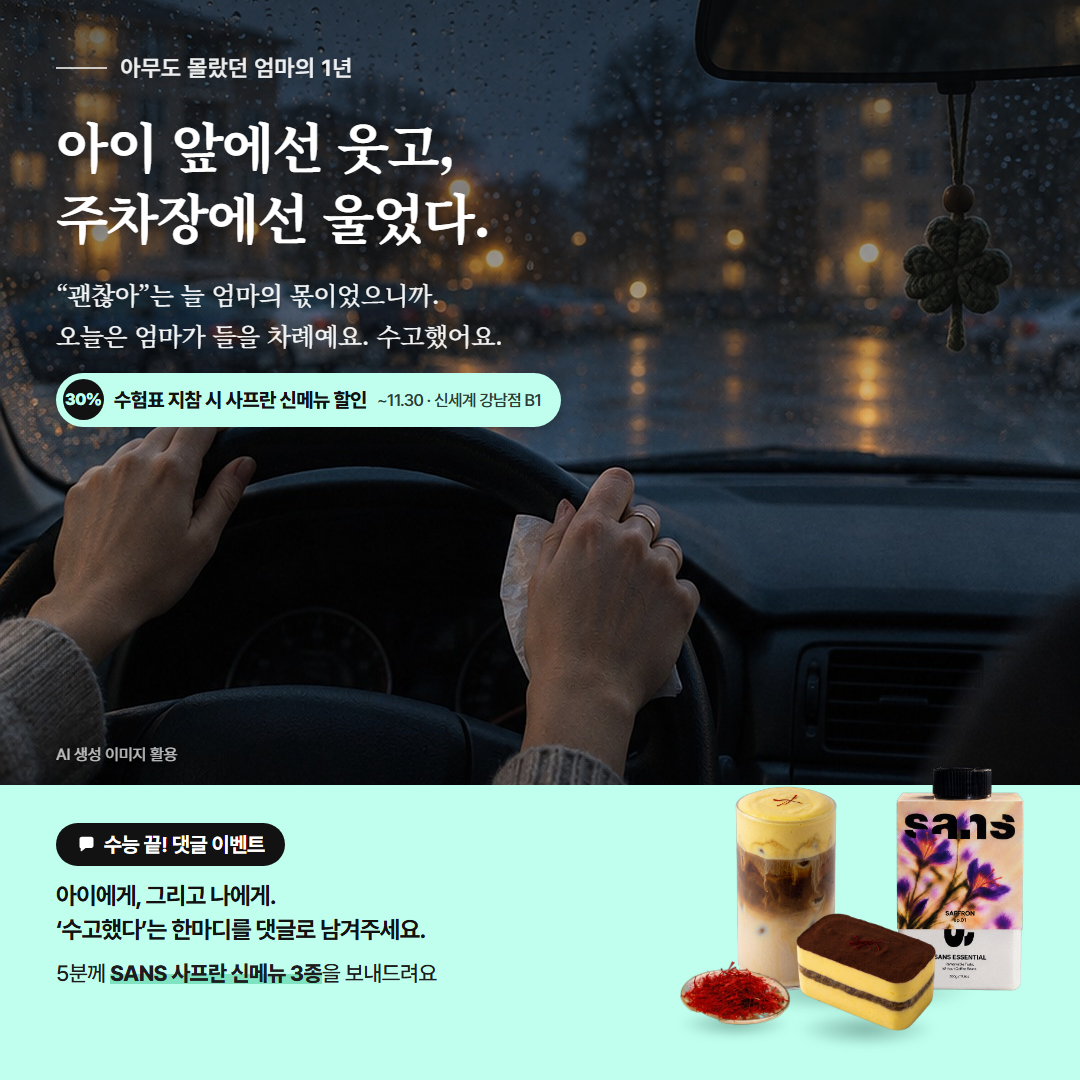 아무도 몰랐던 엄마의 1년
아이 앞에선 웃고,
주차장에선 울었다.
“괜찮아”는 늘 엄마의 몫이었으니까.
오늘은 엄마가 들을 차례예요. 수고했어요.
30% 수험표 지참 시 사프란 신메뉴 할인 ~11.30 · 신세계 강남점 B1
AI 생성 이미지 활용
수능 끝! 댓글 이벤트
아이에게, 그리고 나에게.
‘수고했다’는 한마디를 댓글로 남겨주세요.
5분께 SANS 사프란 신메뉴 3종을 보내드려요
sans
SAFFRON
SANS ESSENTIAL